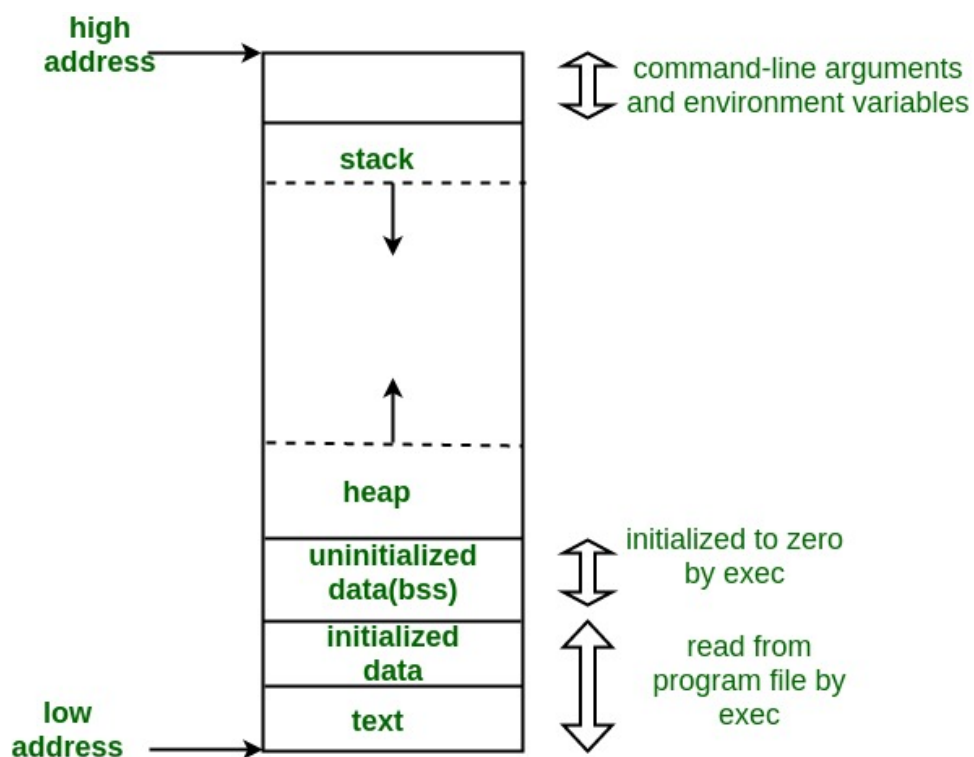 high
address
command-line arguments
and environment variables
stack
heap
uninitialized
data(bss)
initialized to zero
by exec
initialized
data
read from
program file by
exec
text
low
address